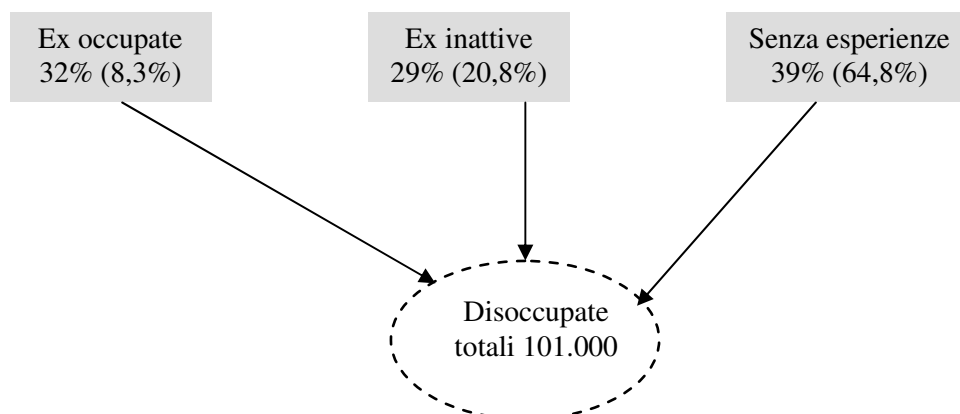 Ex occupate
32% (8,3%)
Ex inattive
29% (20,8%)
Senza esperienze
39% (64,8%)
Disoccupate
totali 101.000